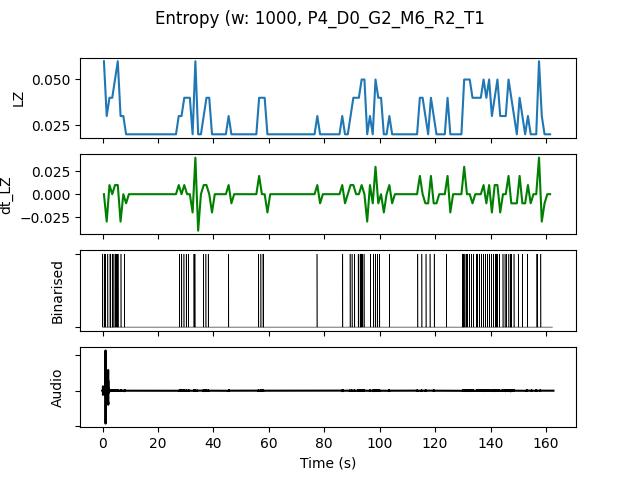 Entropy (w: 1000, P4_D0_G2_M6_R2_T1
LZ
0.050
0.025
dt_LZ
0.025
0.000
−0.025
Binarised
Audio
0 20 40 60 80 100 120 140 160
Time (s)